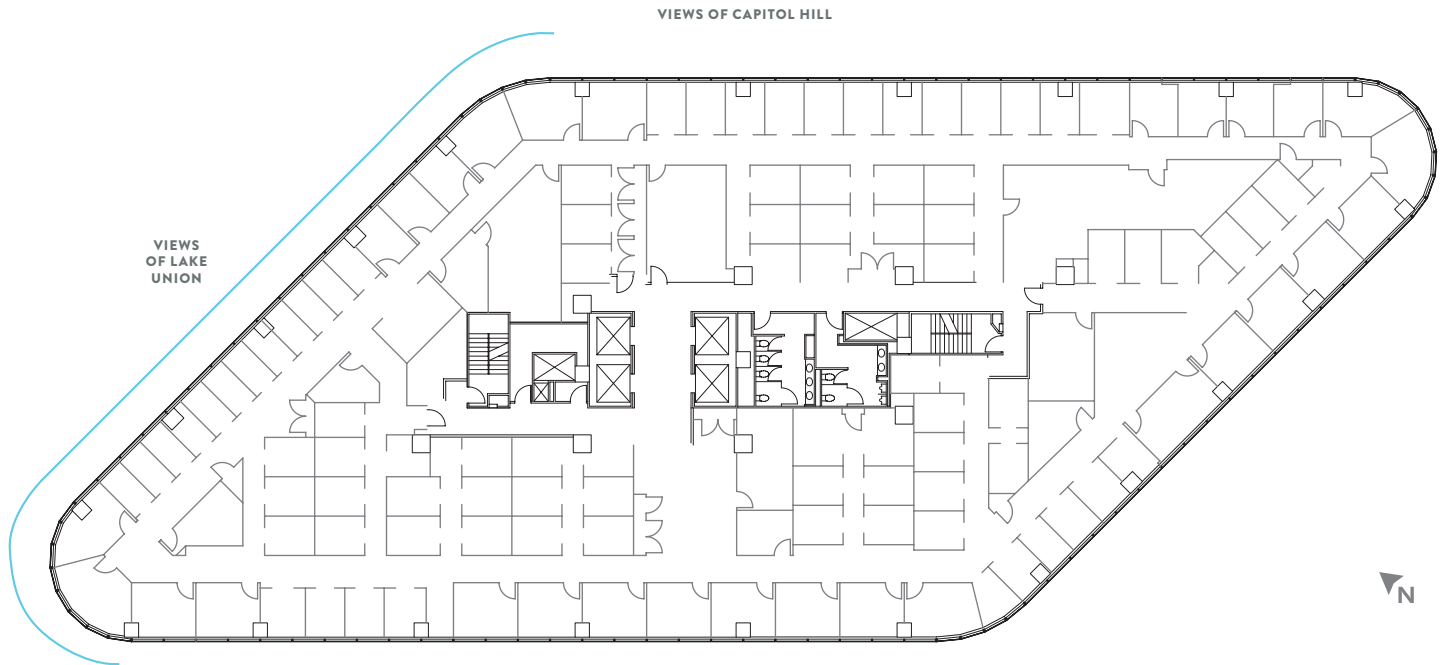 VIEWS OF CAPITOL HILL
VIEWS
OF LAKE
UNION
N